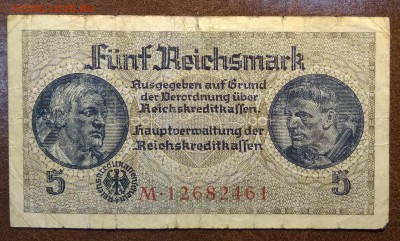 Fünf Reichsmark
Ausgegeben auf Grund
der Verordnung über
Reichskreditkassen.
Hauptverwaltung der
Reichskreditkassen
5
5
M·12682461